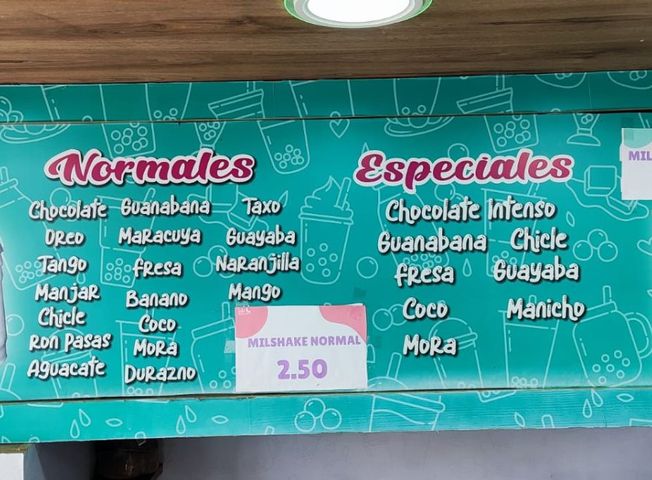 Normales
Chocolate
Oreo
Tango
Manjar
Chicle
Ron Pasas
Aguacate
Guanabana
Maracuya
Fresa
Banano
Coco
Mora
Durazno
Taxo
Guayaba
Naranjilla
Mango
MILSHAKE NORMAL
2.50
Especiales
Chocolate Intenso
Guanabana
Chicle
Fresa
Guayaba
Coco
Manicho
Mora
MIL